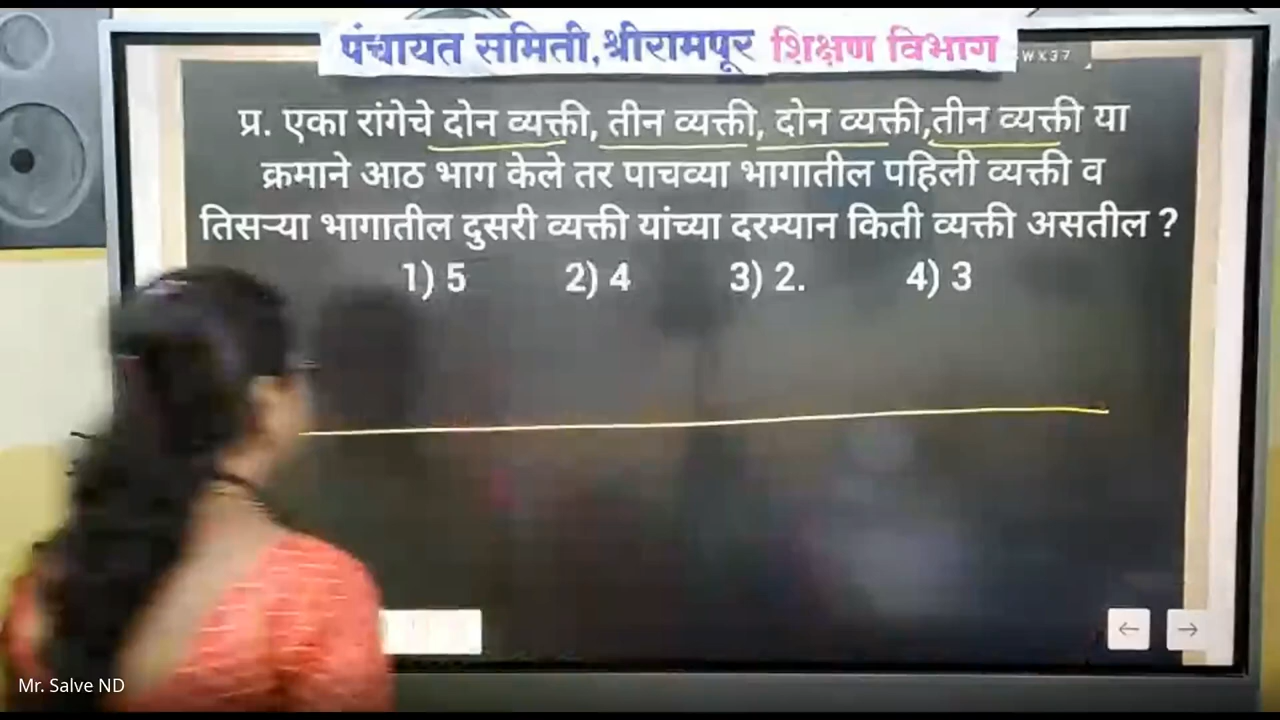 पंचायत समिती,श्रीरामपूर शिक्षण विभाग
WX37
प्र. एका रांगेचे दोन व्यक्ती, तीन व्यक्ती, दोन व्यक्ती,तीन व्यक्ती या
क्रमाने आठ भाग केले तर पाचव्या भागातील पहिली व्यक्ती व
तिसऱ्या भागातील दुसरी व्यक्ती यांच्या दरम्यान किती व्यक्ती असतील ?
1) 5 2) 4 3) 2. 4) 3
Mr. Salve ND